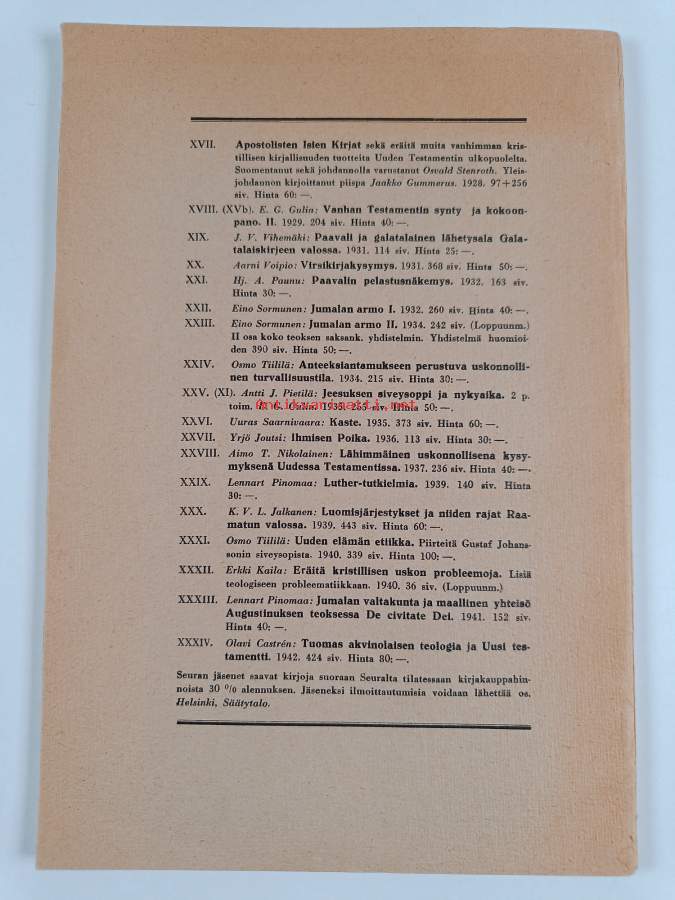 XVII. Apostolisten Isien Kirjat sekä eräitä muita vanhimman kris-
tillisen kirjallisuuden tuotteita Uuden Testamentin ulkopuolelta.
Suomentanut sekä johdannolla varustanut Osvald Stenroth. Yleis-
johdannon kirjoittanut piispa Jaakko Gummerus. 1928. 97+256
siv. Hinta 60: —.
XVIII. (XVb). E. G. Gulin: Vanhan Testamentin synty ja kokoon-
pano. II. 1929. 204 siv. Hinta 40: —.
XIX. J. V. Vihemäki: Paavali ja galatalainen lähetysala Gala-
talaiskirjeen valossa. 1931. 114 siv. Hinta 25: —.
XX. Aarni Voipio: Virsikirjakysymys. 1931. 368 siv. Hinta 50: —.
XXI. Hj. A. Paunu: Paavalin pelastusnäkemys. 1932. 163 siv.
Hinta 30: —.
XXII. Eino Sormunen: Jumalan armo I. 1932. 260 siv. Hinta 40: —.
XXIII. Eino Sormunen: Jumalan armo II. 1934. 242 siv. (Loppuunm.)
II osa koko teoksen saksank. yhdistelmin. Yhdistelmä huomioi-
den 390 siv. Hinta 50: —.
XXIV. Osmo Tiililä: Anteeksiantamukseen perustuva uskonnolli-
nen turvallisuustila. 1934. 215 siv. Hinta 30: —.
XXV. (XI). Antti J. Pietilä: Jeesuksen siveysoppi ja nykyaika. 2 p.
toim. E. G. Gulin. 1935. 265 siv. Hinta 50: —.
Antikvariaatti.net
XXVI. Uuras Saarnivaara: Kaste. 1935. 373 siv. Hinta 60: —.
XXVII. Yrjö Joutsi: Ihmisen Poika. 1936. 113 siv. Hinta 30: —.
XXVIII. Aimo T. Nikolainen: Lähimmäinen uskonnollisena kysy-
myksenä Uudessa Testamentissa. 1937. 236 siv. Hinta 40: —.
XXIX. Lennart Pinomaa: Luther-tutkielmia. 1939. 140 siv. Hinta
30: —.
XXX. K. V. L. Jalkanen: Luomisjärjestykset ja niiden rajat Raa-
matun valossa. 1939. 443 siv. Hinta 60: —.
XXXI. Osmo Tiililä: Uuden elämän etiikka. Piirteitä Gustaf Johans-
sonin siveysopista. 1940. 339 siv. Hinta 100: —.
XXXII. Erkki Kaila: Eräitä kristillisen uskon probleemoja. Lisiä
teologiseen probleematiikkaan. 1940. 36 siv. (Loppuunm.)
XXXIII. Lennart Pinomaa: Jumalan valtakunta ja maallinen yhteisö
Augustinuksen teoksessa De civitate Dei. 1941. 152 siv.
Hinta 40: —.
XXXIV. Olavi Castrén: Tuomas akvinolaisen teologia ja Uusi tes-
tamentti. 1942. 424 siv. Hinta 80: —.
Seuran jäsenet saavat kirjoja suoraan Seuralta tilatessaan kirjakauppahin-
noista 30 % alennuksen. Jäseneksi ilmoittautumisia voidaan lähettää os.
Helsinki, Säätytalo.